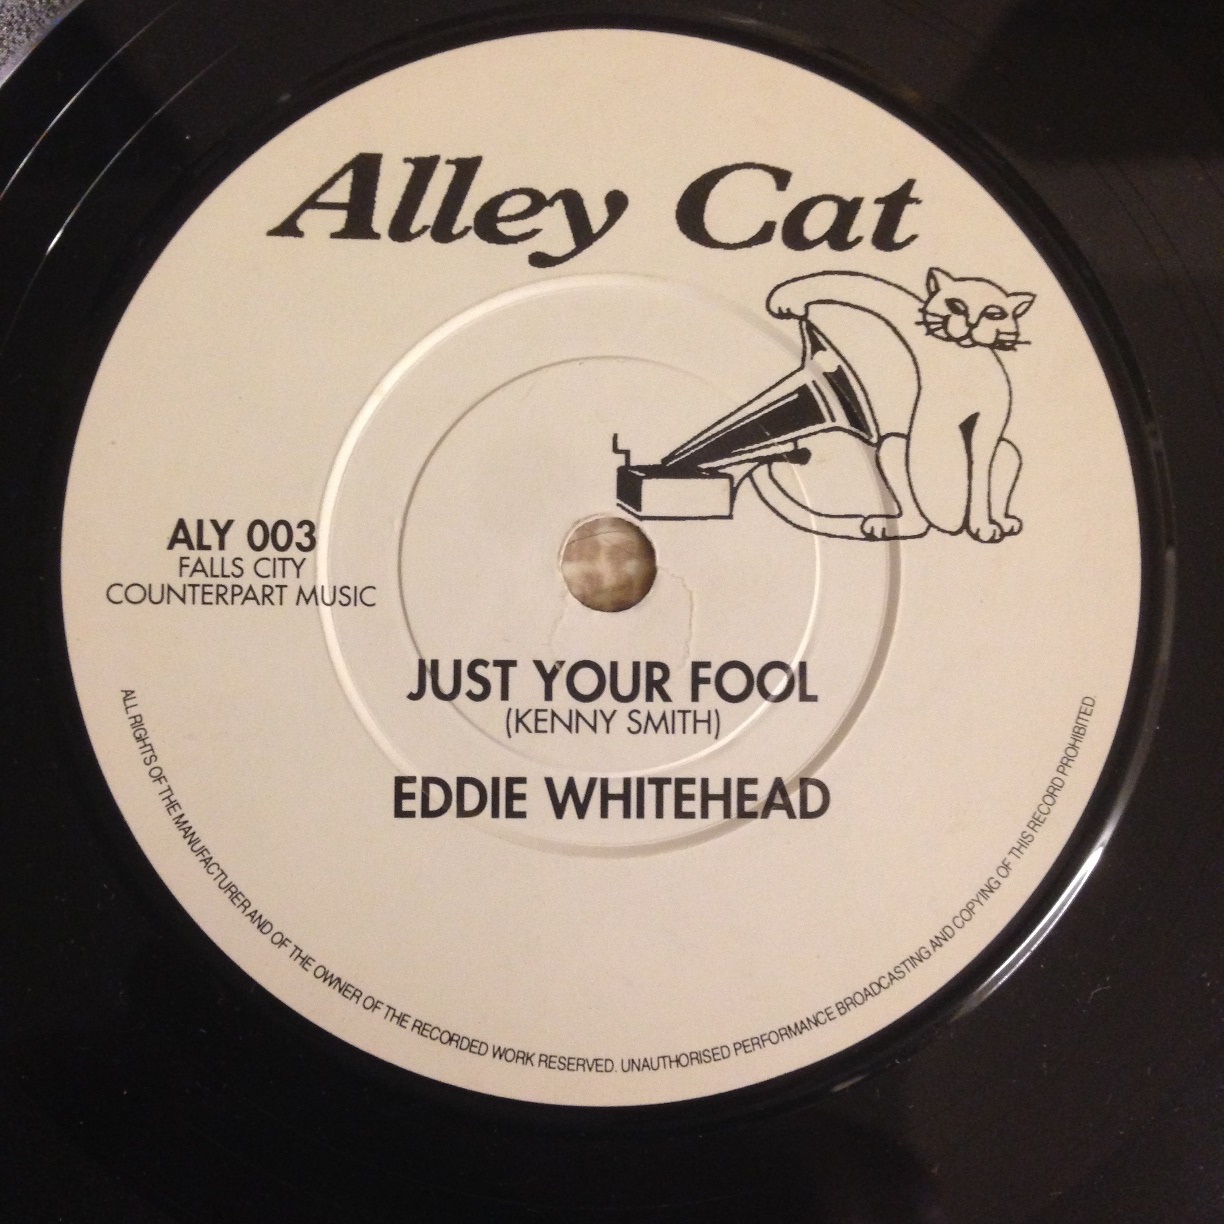 Alley Cat
ALY 003
FALLS CITY
COUNTERPART MUSIC
JUST YOUR FOOL
(KENNY SMITH)
EDDIE WHITEHEAD
ALL RIGHTS OF THE MANUFACTURER AND OF THE OWNER OF THE RECORDED WORK RESERVED. UNAUTHORISED PERFORMANCE BROADCASTING AND COPYING OF THIS RECORD PROHIBITED